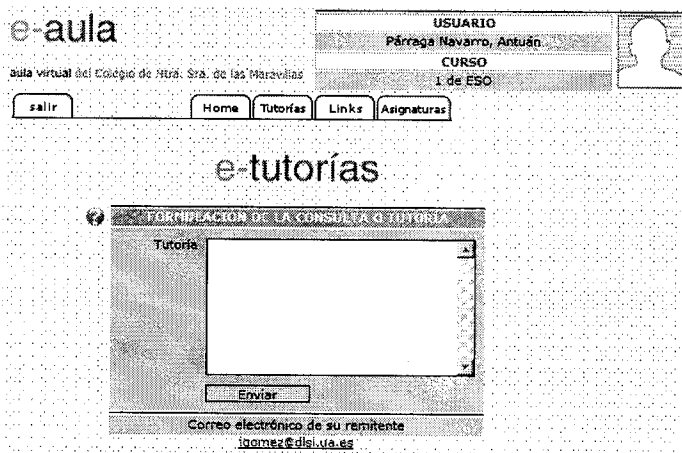 e-aula
aula virtual del Colegio de Ntra. Sra. de las Maravillas
USUARIO
Párraga Navarro, Antuán
CURSO
1 de ESO
salir
Home
Tutorías
Links
Asignaturas
e-tutorías
FORMULACIÓN DE LA CONSULTA O TUTORÍA
Tutoría
Enviar
Correo electrónico de su remitente
igomez@dlsi.ua.es